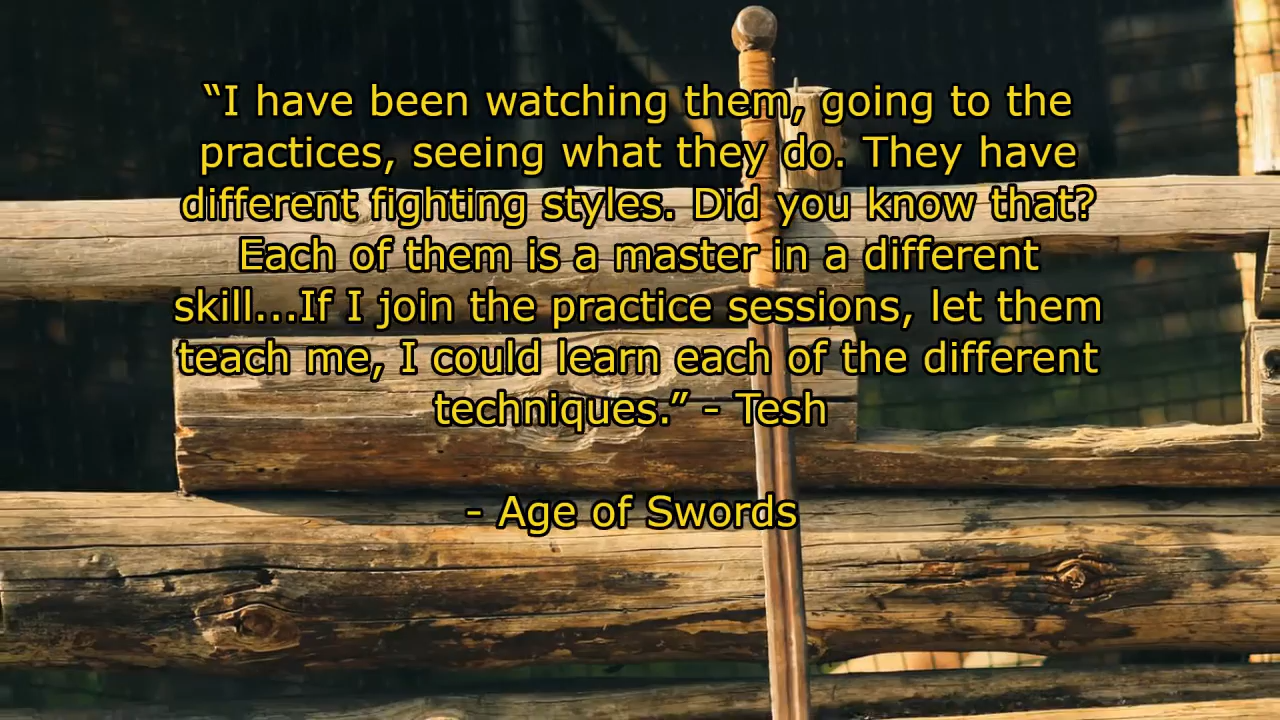 “I have been watching them, going to the
practices, seeing what they do. They have
different fighting styles. Did you know that?
Each of them is a master in a different
skill...If I join the practice sessions, let them
teach me, I could learn each of the different
techniques.” - Tesh
- Age of Swords